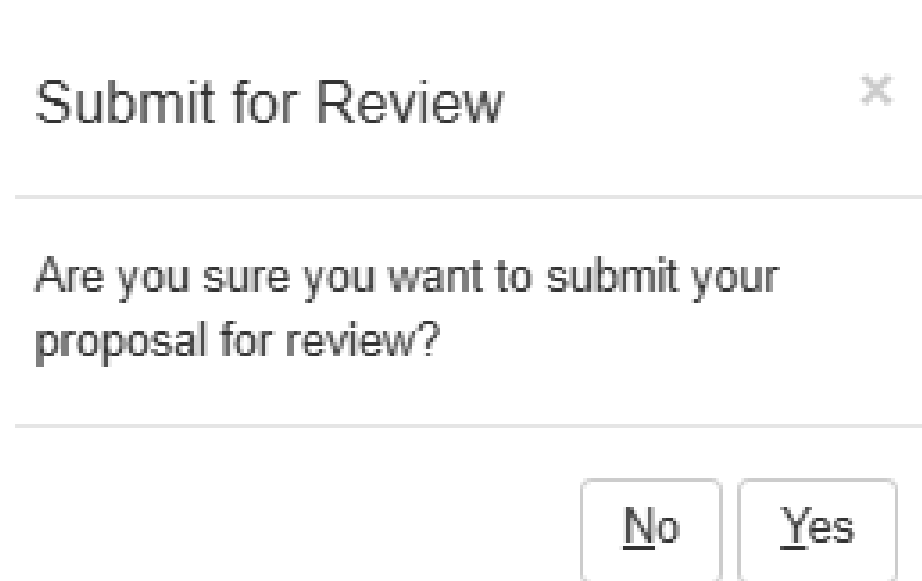 Submit for Review ×
Are you sure you want to submit your
proposal for review?
No Yes